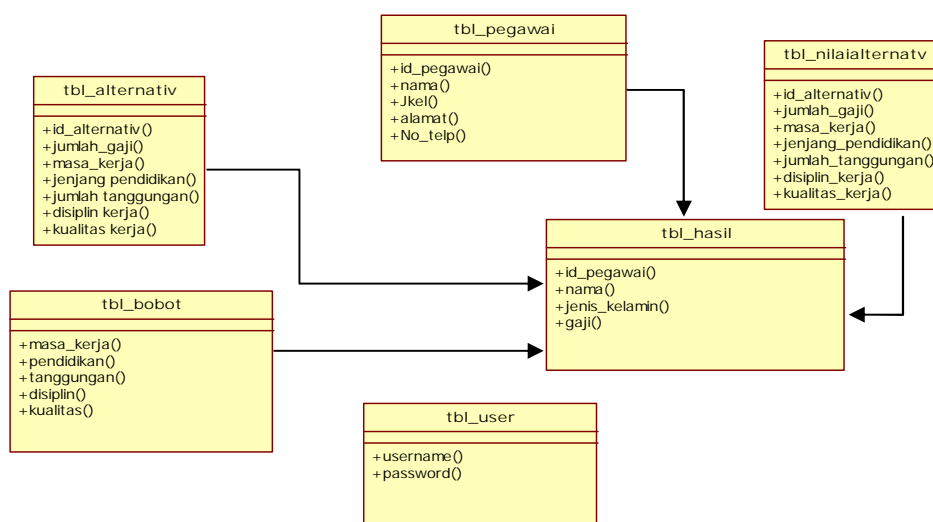 tbl_pegawai
+id_pegawai()
+nama()
+Jkel()
+alamat()
+No_telp()
tbl_nilaialternatv
+id_alternativ()
+jumlah_gaji()
+masa_kerja()
+jenjang_pendidikan()
+jumlah_tanggungan()
+disiplin_kerja()
+kualitas_kerja()
tbl_alternativ
+id_alternativ()
+jumlah_gaji()
+masa_kerja()
+jenjang pendidikan()
+jumlah tanggungan()
+disiplin kerja()
+kualitas kerja()
tbl_hasil
+id_pegawai()
+nama()
+jenis_kelamin()
+gaji()
tbl_bobot
+masa_kerja()
+pendidikan()
+tanggungan()
+disiplin()
+kualitas()
tbl_user
+username()
+password()